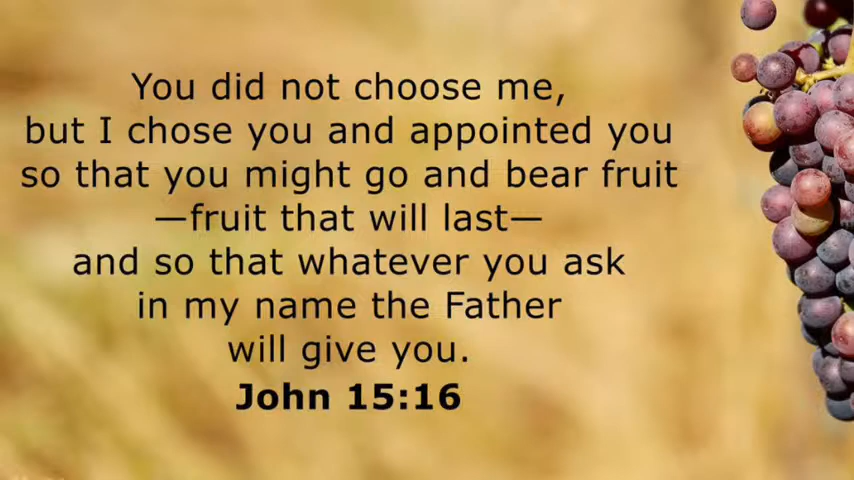 You did not choose me,
but I chose you and appointed you
so that you might go and bear fruit
—fruit that will last—
and so that whatever you ask
in my name the Father
will give you.
John 15:16